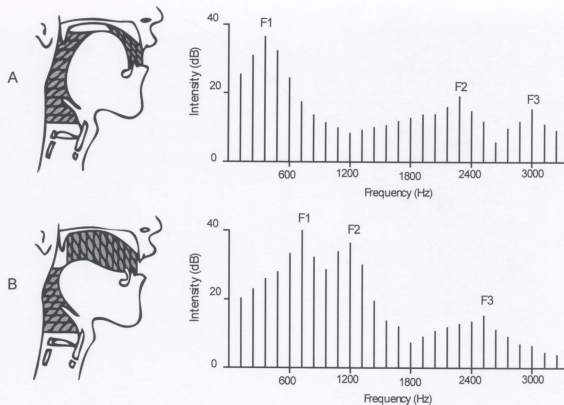 A
Intensity (dB)
40
20
0
F1
F2
F3
600
1200
1800
2400
3000
Frequency (Hz)
B
Intensity (dB)
40
20
0
F1
F2
F3
600
1200
1800
2400
3000
Frequency (Hz)